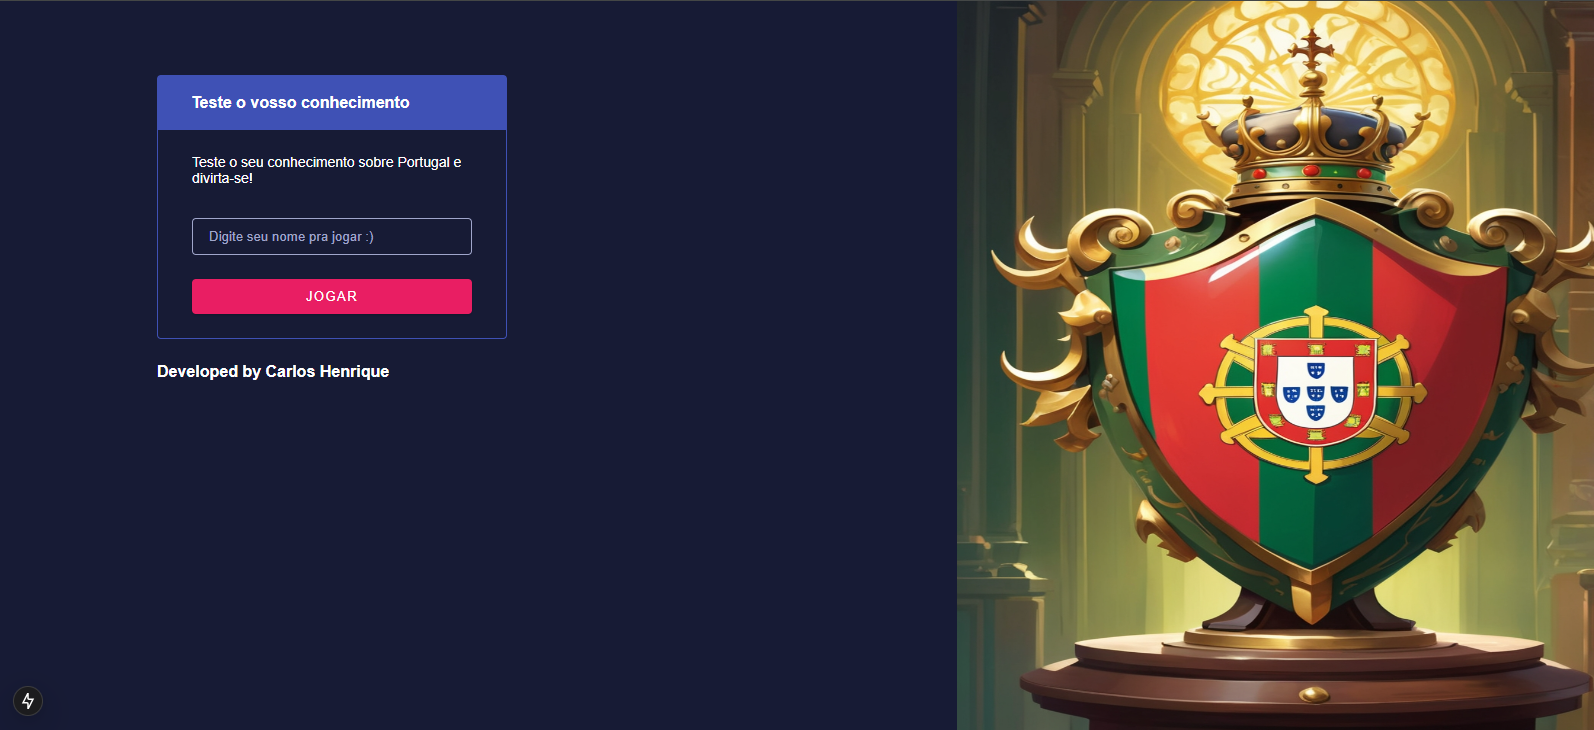 Teste o vosso conhecimento
Teste o seu conhecimento sobre Portugal e
divirta-se!
Digite seu nome pra jogar :)
JOGAR
Developed by Carlos Henrique